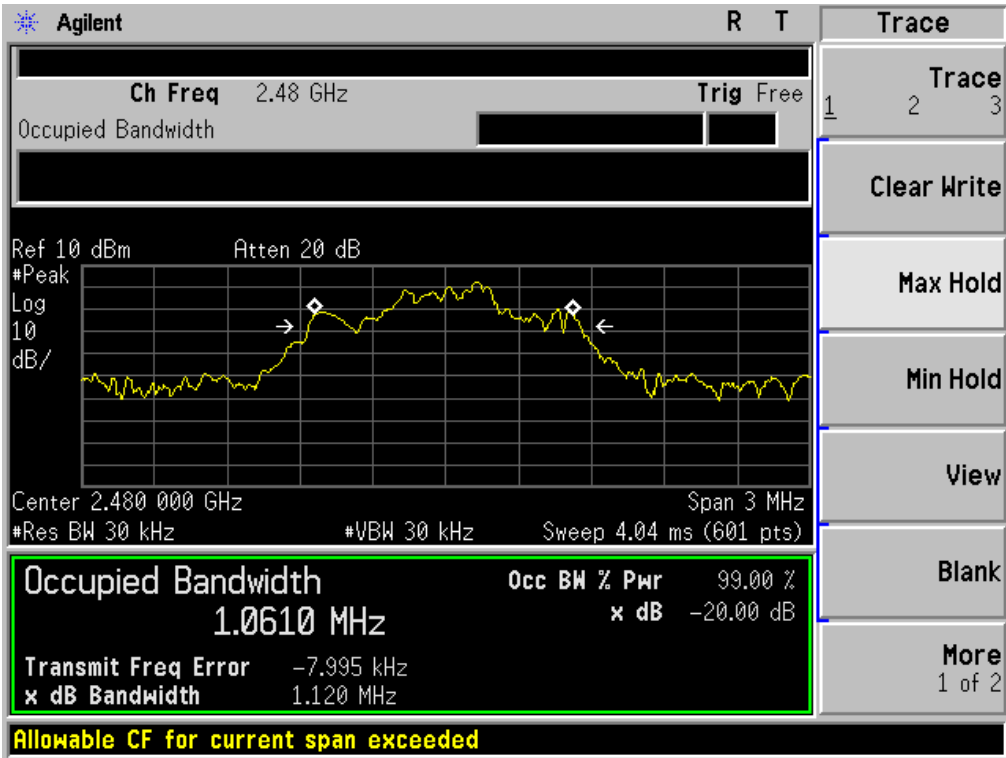 Agilent R T Trace
Ch Freq 2.48 GHz Trig Free
Occupied Bandwidth
Trace
1 2 3
Clear Write
Max Hold
Min Hold
View
Blank
More
1 of 2
Ref 10 dBm Atten 20 dB
#Peak
Log
10
dB/
Center 2.480 000 GHz Span 3 MHz
#Res BW 30 kHz #VBW 30 kHz Sweep 4.04 ms (601 pts)
Occupied Bandwidth Occ BW % Pwr 99.00 %
1.0610 MHz x dB -20.00 dB
Transmit Freq Error -7.995 kHz
x dB Bandwidth 1.120 MHz
Allowable CF for current span exceeded